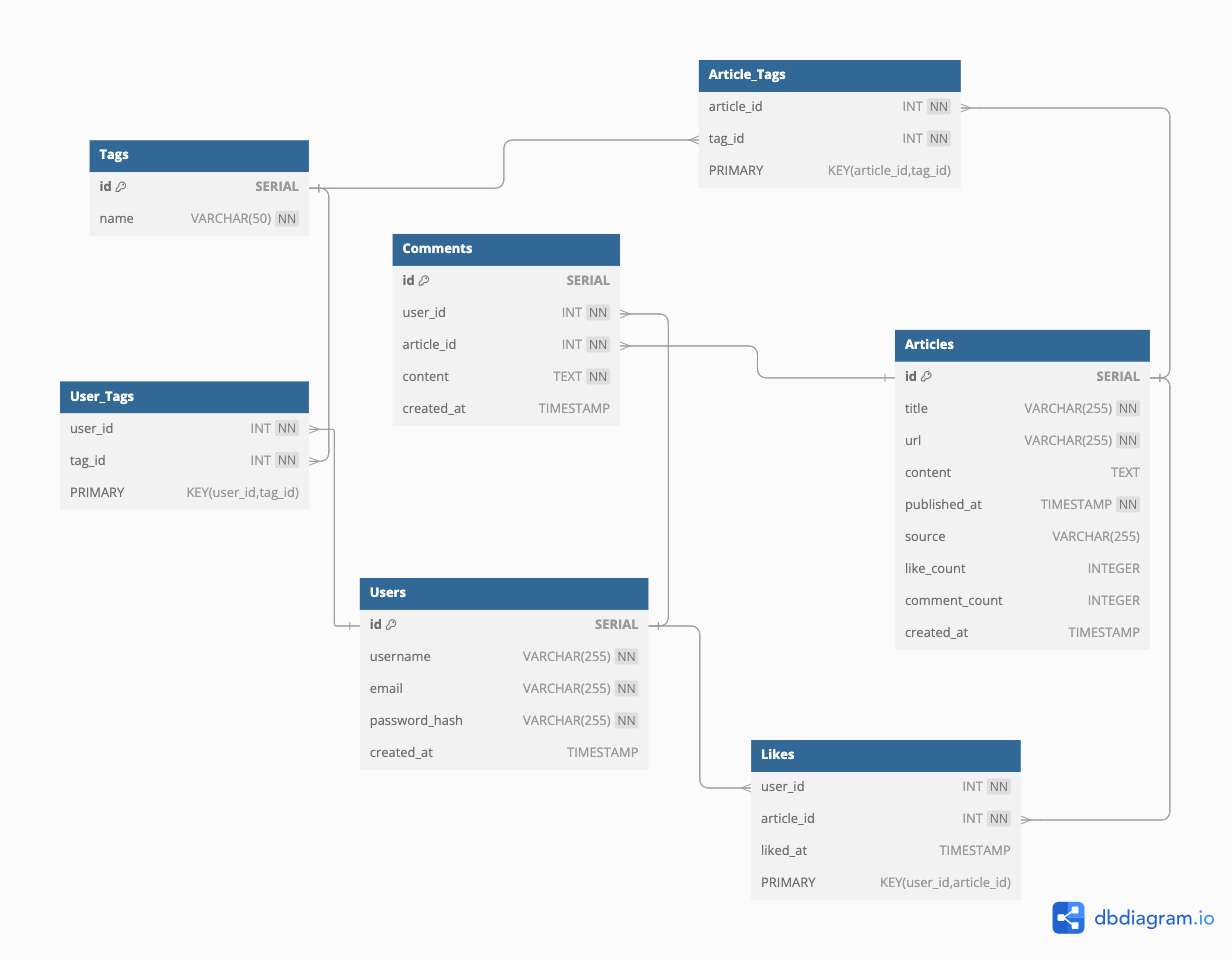 Article_Tags
article_id INT NN
tag_id INT NN
PRIMARY KEY(article_id,tag_id)
Tags
id SERIAL
name VARCHAR(50) NN
Comments
id SERIAL
user_id INT NN
article_id INT NN
content TEXT NN
created_at TIMESTAMP
Articles
id SERIAL
title VARCHAR(255) NN
url VARCHAR(255) NN
content TEXT
published_at TIMESTAMP NN
source VARCHAR(255)
like_count INTEGER
comment_count INTEGER
created_at TIMESTAMP
User_Tags
user_id INT NN
tag_id INT NN
PRIMARY KEY(user_id,tag_id)
Users
id SERIAL
username VARCHAR(255) NN
email VARCHAR(255) NN
password_hash VARCHAR(255) NN
created_at TIMESTAMP
Likes
user_id INT NN
article_id INT NN
liked_at TIMESTAMP
PRIMARY KEY(user_id,article_id)
dbdiagram.io